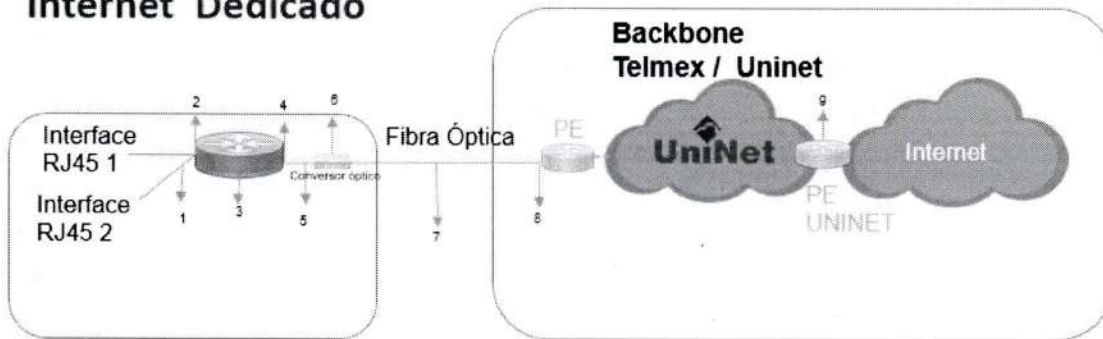 Internet Dedicado
Backbone
Telmex / Uninet
2
4
6
9
Interface
RJ45 1
Fibra Óptica
PE
UniNet
Internet
Conversor óptico
Interface
RJ45 2
1
3
5
7
8
PE
UNINET